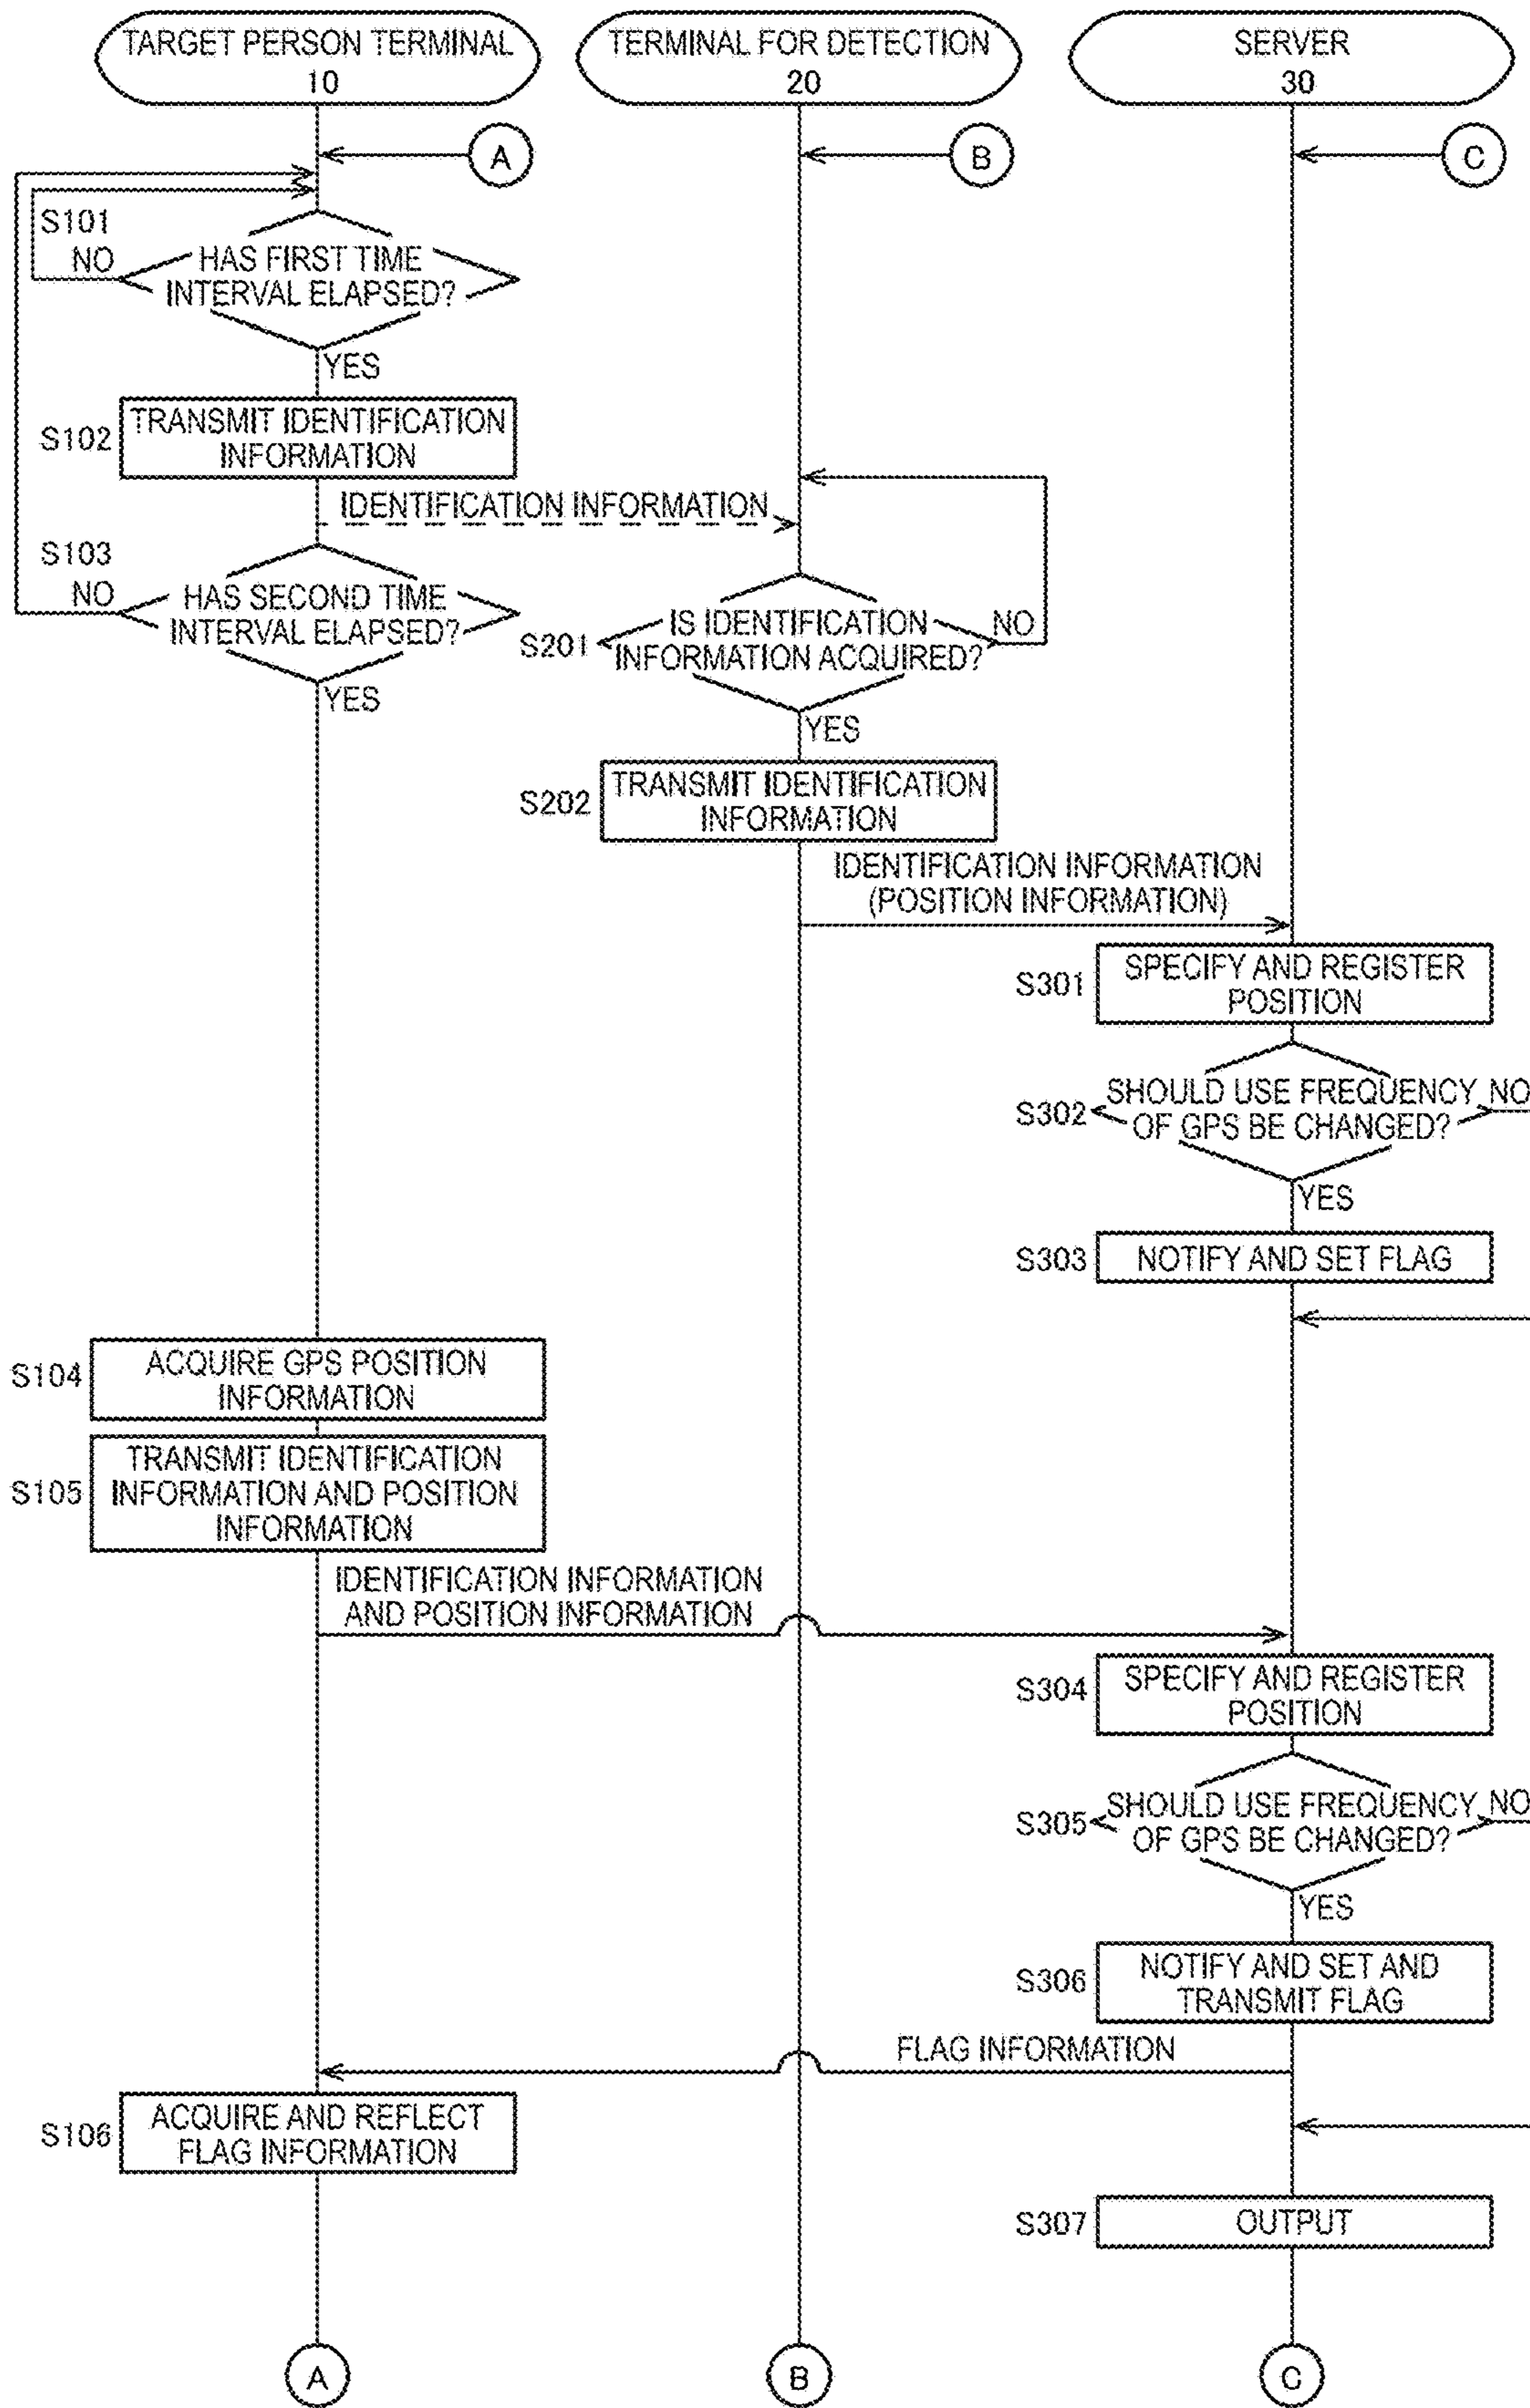 TARGET PERSON TERMINAL
10
TERMINAL FOR DETECTION
20
SERVER
30
A
B
C
S101
NO
HAS FIRST TIME
INTERVAL ELAPSED?
YES
S102
TRANSMIT IDENTIFICATION
INFORMATION
IDENTIFICATION INFORMATION
S103
NO
HAS SECOND TIME
INTERVAL ELAPSED?
YES
S201
IS IDENTIFICATION
INFORMATION ACQUIRED?
NO
YES
S202
TRANSMIT IDENTIFICATION
INFORMATION
IDENTIFICATION INFORMATION
(POSITION INFORMATION)
S301
SPECIFY AND REGISTER
POSITION
S302
SHOULD USE FREQUENCY
OF GPS BE CHANGED?
NO
YES
S303
NOTIFY AND SET FLAG
S104
ACQUIRE GPS POSITION
INFORMATION
S105
TRANSMIT IDENTIFICATION
INFORMATION AND POSITION
INFORMATION
IDENTIFICATION INFORMATION
AND POSITION INFORMATION
S304
SPECIFY AND REGISTER
POSITION
S305
SHOULD USE FREQUENCY
OF GPS BE CHANGED?
NO
YES
S306
NOTIFY AND SET AND
TRANSMIT FLAG
FLAG INFORMATION
S106
ACQUIRE AND REFLECT
FLAG INFORMATION
S307
OUTPUT
A
B
C